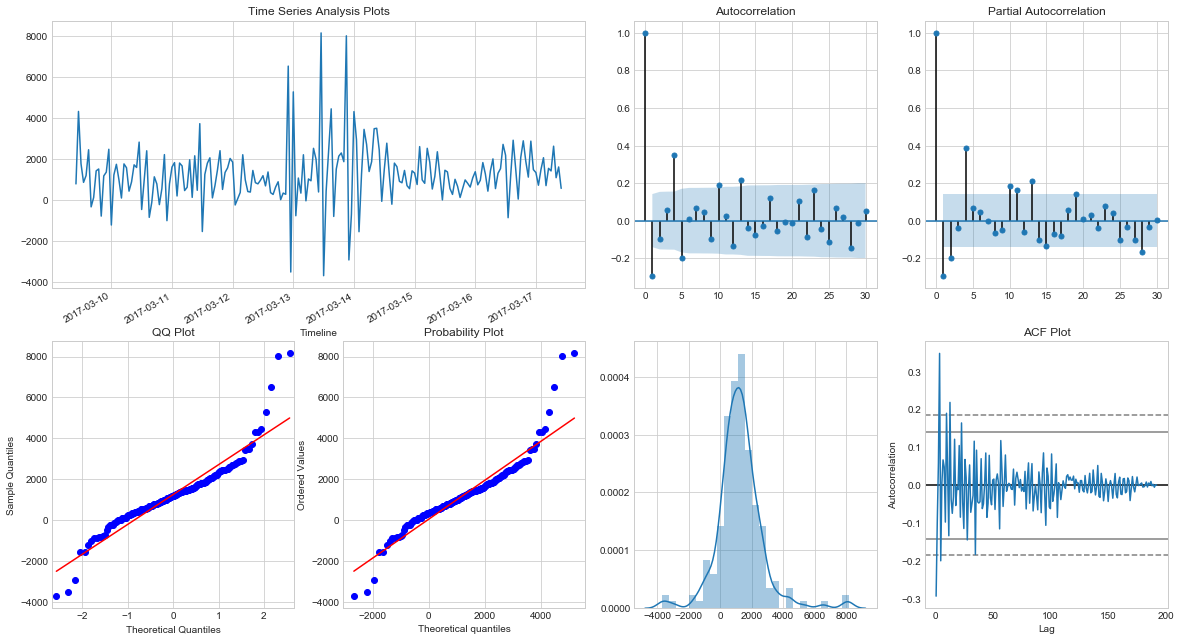 Time Series Analysis Plots
8000
6000
4000
2000
0
−2000
−4000
2017-03-10
2017-03-11
2017-03-12
2017-03-13
2017-03-14
2017-03-15
2017-03-16
2017-03-17
Timeline
Autocorrelation
1.0
0.8
0.6
0.4
0.2
0.0
−0.2
0 5 10 15 20 25 30
Partial Autocorrelation
1.0
0.8
0.6
0.4
0.2
0.0
−0.2
0 5 10 15 20 25 30
QQ Plot
Sample Quantiles
8000
6000
4000
2000
0
−2000
−4000
−2 −1 0 1 2
Theoretical Quantiles
Probability Plot
Ordered Values
8000
6000
4000
2000
0
−2000
−4000
−2000 0 2000 4000
Theoretical quantiles
0.0004
0.0003
0.0002
0.0001
0.0000
−4000 −2000 0 2000 4000 6000 8000
ACF Plot
Autocorrelation
0.3
0.2
0.1
0.0
−0.1
−0.2
−0.3
0 50 100 150 200
Lag